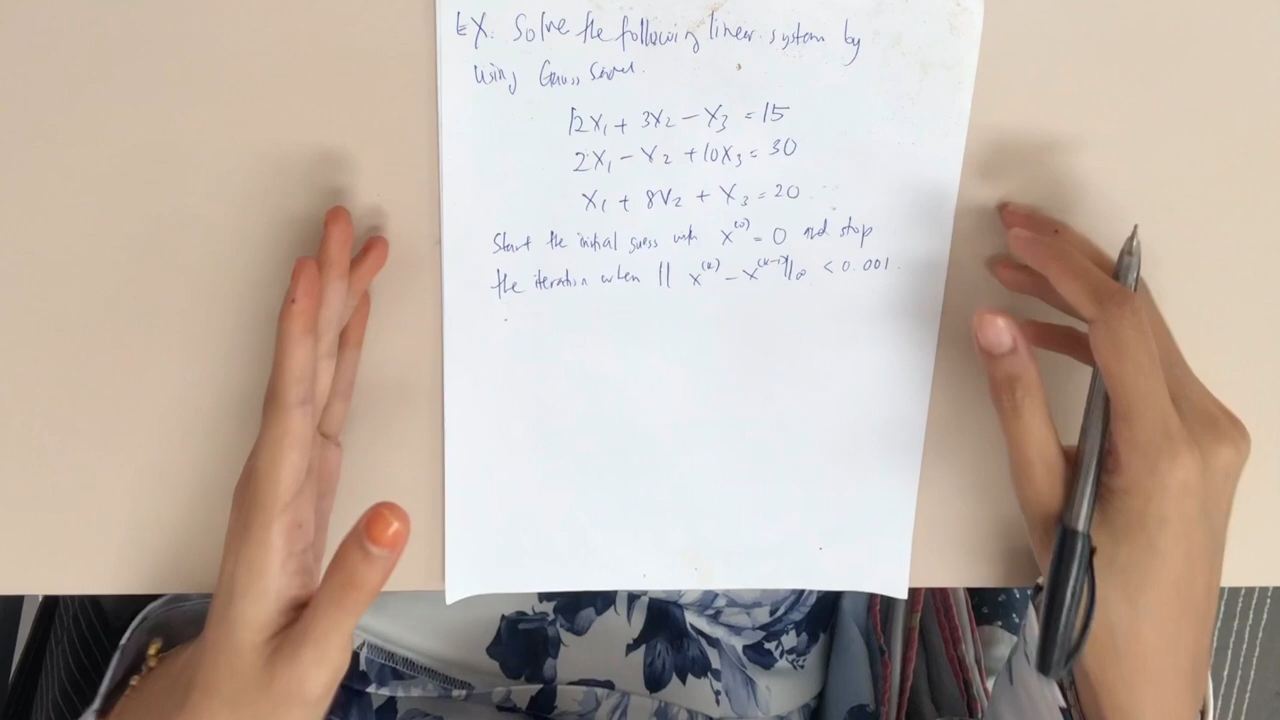 EX. Solve the following linear system by
using Gauss Seidel.
12X₁ + 3X₂ − X₃ = 15
2X₁ − X₂ + 10X₃ = 30
X₁ + 8X₂ + X₃ = 20
Start the initial guess with X⁽⁰⁾ = 0 and stop
the iteration when || X⁽ᵏ⁾ − X⁽ᵏ⁻¹⁾ ||∞ < 0.001.